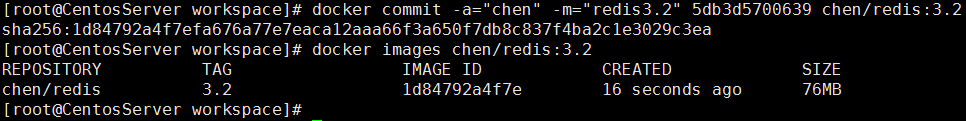 [root@CentosServer workspace]# docker commit -a="chen" -m="redis3.2" 5db3d5700639 chen/redis:3.2
sha256:1d84792a4f7efa676a77e7eaca12aaa66f3a650f7db8c837f4ba2c1e3029c3ea
[root@CentosServer workspace]# docker images chen/redis:3.2
REPOSITORY TAG IMAGE ID CREATED SIZE
chen/redis 3.2 1d84792a4f7e 16 seconds ago 76MB
[root@CentosServer workspace]#